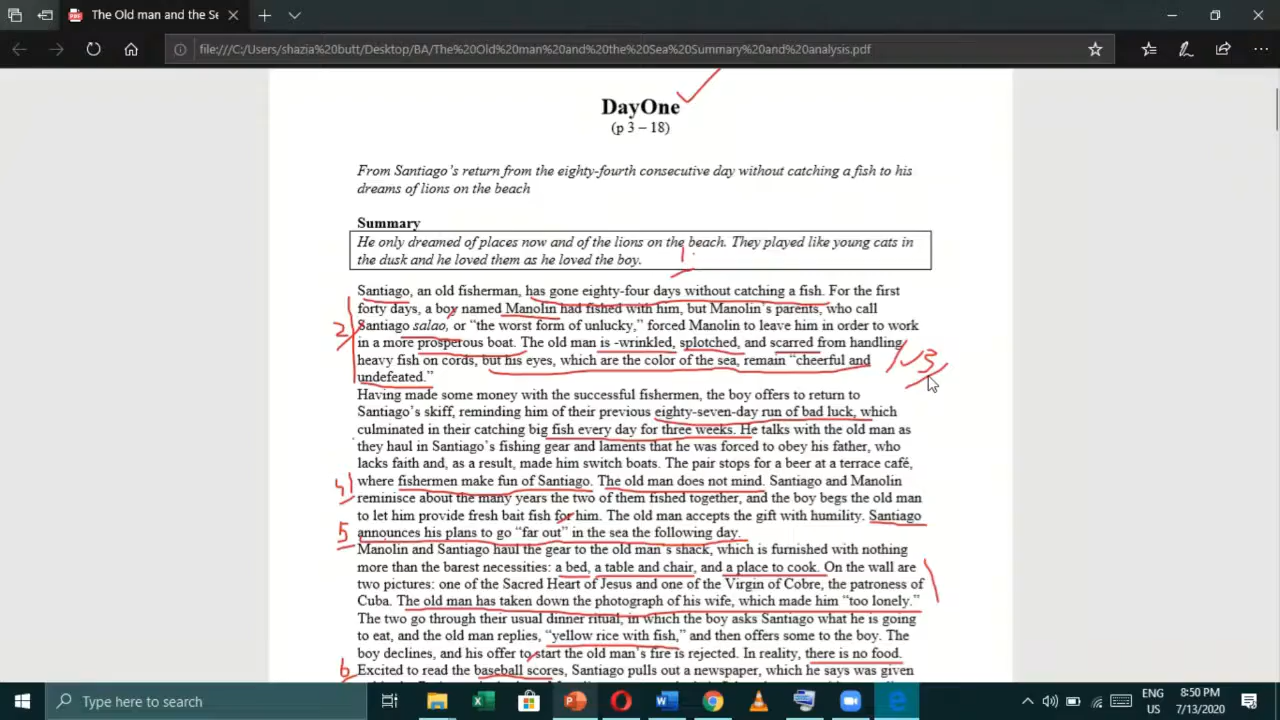 The Old man and the Se
file:///C:/Users/shazia%20butt/Desktop/BA/The%20Old%20man%20and%20the%20Sea%20Summary%20and%20analysis.pdf
DayOne
(p 3 – 18)
From Santiago's return from the eighty-fourth consecutive day without catching a fish to his
dreams of lions on the beach
Summary
He only dreamed of places now and of the lions on the beach. They played like young cats in
the dusk and he loved them as he loved the boy.
1
Santiago, an old fisherman, has gone eighty-four days without catching a fish. For the first
forty days, a boy named Manolin had fished with him, but Manolin's parents, who call
2 Santiago salao, or “the worst form of unlucky,” forced Manolin to leave him in order to work
in a more prosperous boat. The old man is -wrinkled, splotched, and scarred from handling
heavy fish on cords, but his eyes, which are the color of the sea, remain “cheerful and 3
undefeated.”
Having made some money with the successful fishermen, the boy offers to return to
Santiago's skiff, reminding him of their previous eighty-seven-day run of bad luck, which
culminated in their catching big fish every day for three weeks. He talks with the old man as
they haul in Santiago's fishing gear and laments that he was forced to obey his father, who
lacks faith and, as a result, made him switch boats. The pair stops for a beer at a terrace café,
4 where fishermen make fun of Santiago. The old man does not mind. Santiago and Manolin
reminisce about the many years the two of them fished together, and the boy begs the old man
to let him provide fresh bait fish for him. The old man accepts the gift with humility. Santiago
5 announces his plans to go “far out” in the sea the following day.
Manolin and Santiago haul the gear to the old man's shack, which is furnished with nothing
more than the barest necessities: a bed, a table and chair, and a place to cook. On the wall are
two pictures: one of the Sacred Heart of Jesus and one of the Virgin of Cobre, the patroness of
Cuba. The old man has taken down the photograph of his wife, which made him “too lonely.”
The two go through their usual dinner ritual, in which the boy asks Santiago what he is going
to eat, and the old man replies, “yellow rice with fish,” and then offers some to the boy. The
boy declines, and his offer to start the old man's fire is rejected. In reality, there is no food.
6 Excited to read the baseball scores, Santiago pulls out a newspaper, which he says was given
Type here to search
ENG
US
8:50 PM
7/13/2020